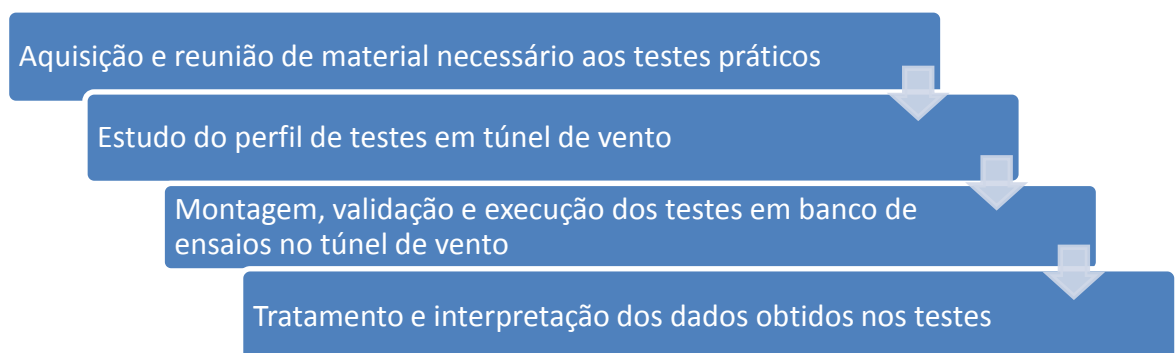 Aquisição e reunião de material necessário aos testes práticos
Estudo do perfil de testes em túnel de vento
Montagem, validação e execução dos testes em banco de
ensaios no túnel de vento
Tratamento e interpretação dos dados obtidos nos testes